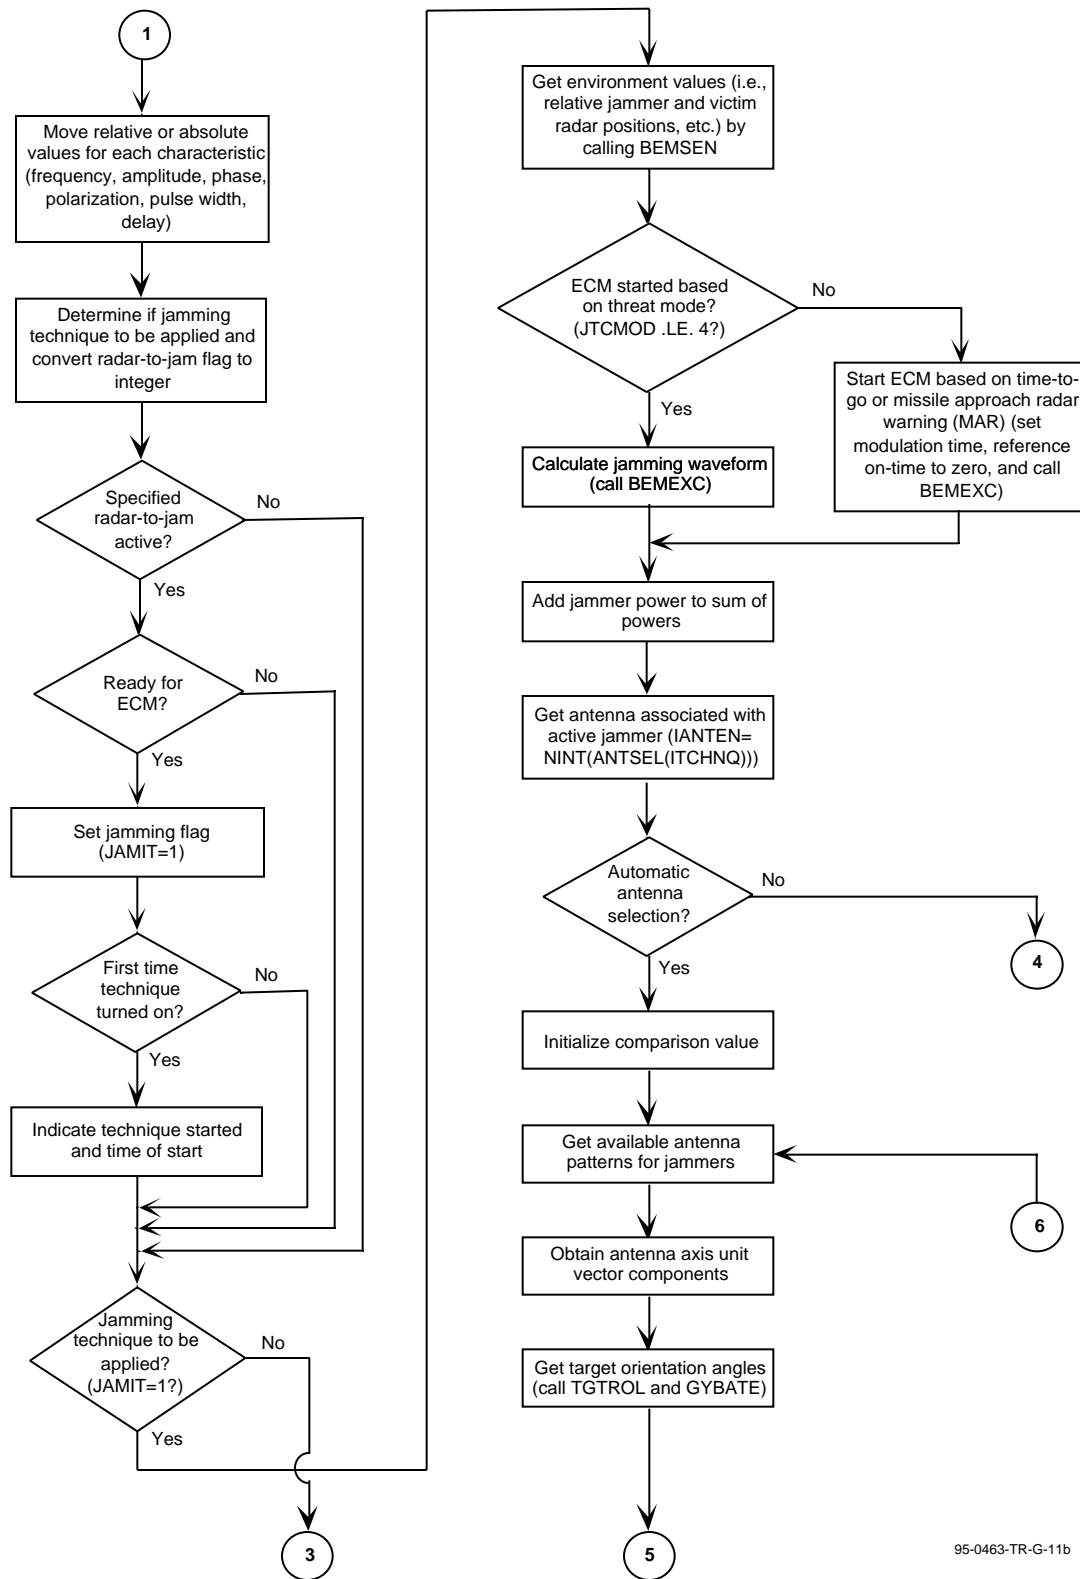 1
Move relative or absolute
values for each characteristic
(frequency, amplitude, phase,
polarization, pulse width,
delay)
Determine if jamming
technique to be applied and
convert radar-to-jam flag to
integer
Specified
radar-to-jam
active?
No
Yes
Ready for
ECM?
No
Yes
Set jamming flag
(JAMIT=1)
First time
technique
turned on?
No
Yes
Indicate technique started
and time of start
Jamming
technique to be
applied?
(JAMIT=1?)
No
Yes
3
Get environment values (i.e.,
relative jammer and victim
radar positions, etc.) by
calling BEMSEN
ECM started based
on threat mode?
(JTCMOD .LE. 4?)
No
Yes
Start ECM based on time-to-
go or missile approach radar
warning (MAR) (set
modulation time, reference
on-time to zero, and call
BEMEXC)
Calculate jamming waveform
(call BEMEXC)
Add jammer power to sum of
powers
Get antenna associated with
active jammer (IANTEN=
NINT(ANTSEL(ITCHNQ)))
Automatic
antenna
selection?
No
Yes
4
Initialize comparison value
Get available antenna
patterns for jammers
6
Obtain antenna axis unit
vector components
Get target orientation angles
(call TGTROL and GYBATE)
5
95-0463-TR-G-11b